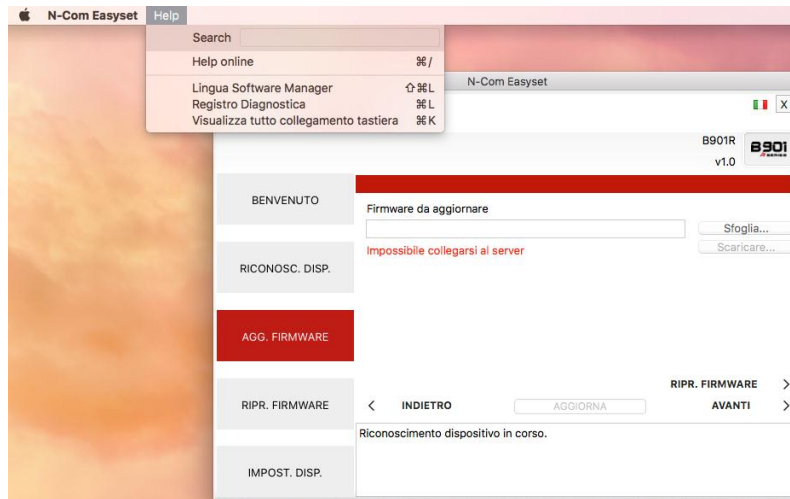 N-Com Easyset Help
Search
Help online ⌘/
Lingua Software Manager ⇧⌘L
Registro Diagnostica ⌘L
Visualizza tutto collegamento tastiera ⌘K
N-Com Easyset
X
B901R
v1.0
B901
SERIES
BENVENUTO
RICONOSC. DISP.
AGG. FIRMWARE
RIPR. FIRMWARE
IMPOST. DISP.
Firmware da aggiornare
Sfoglia...
Impossibile collegarsi al server
Scaricare...
RIPR. FIRMWARE >
< INDIETRO AGGIORNA AVANTI >
Riconoscimento dispositivo in corso.